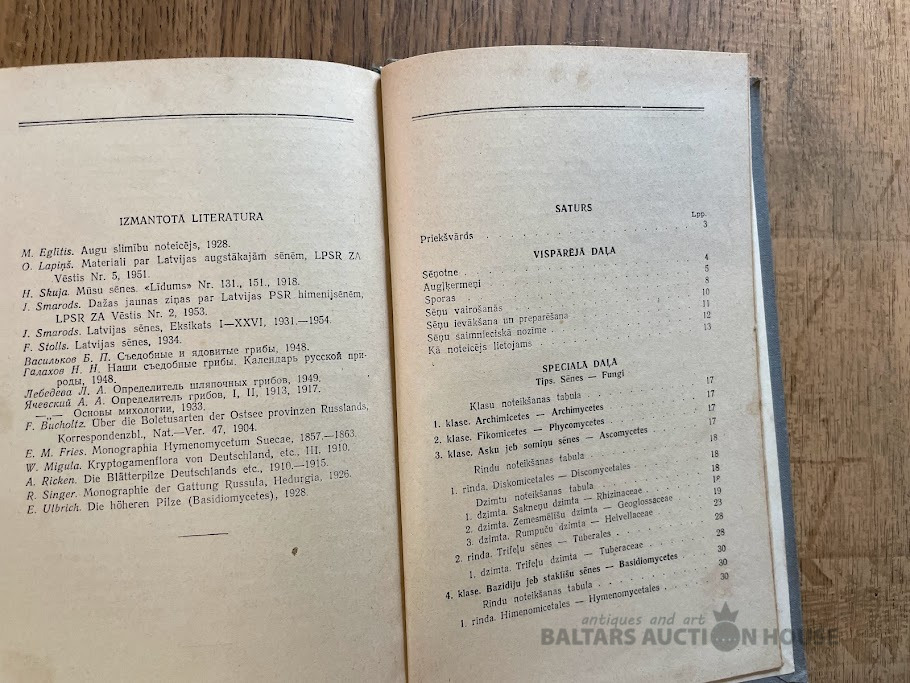 IZMANTOTĀ LITERATURA
M. Eglītis. Augu slimību noteicējs, 1928.
O. Lapiņš. Materiali par Latvijas augstākajām sēnēm, LPSR ZA
Vēstis Nr. 5, 1951.
H. Skuja. Mūsu sēnes. «Līdums» Nr. 131., 151., 1918.
J. Smarods. Dažas jaunas ziņas par Latvijas PSR himenijsēnēm,
LPSR ZA Vēstis Nr. 2, 1953.
J. Smarods. Latvijas sēnes, Eksikats I—XXVI, 1931.—1954.
F. Stolls. Latvijas sēnes, 1934.
Васильков Б. П. Съедобные и ядовитые грибы, 1948.
Галахов Н. Н. Наши съедобные грибы. Календарь русской при-
роды, 1948.
Лебедева Л. А. Определитель шляпочных грибов, 1949.
Ячевский А. А. Определитель грибов, I, II, 1913, 1917.
—„— Основы михологии, 1933.
F. Bucholtz. Über die Boletusarten der Ostsee provinzen Russlands,
Korrespondenzbl., Nat.—Ver. 47, 1904.
E. M. Fries. Monographia Hymenomycetum Sueciae, 1857.—1863.
W. Migula. Kryptogamenflora von Deutschland, etc., III, 1910.
A. Ricken. Die Blätterpilze Deutschlands etc., 1910.—1915.
R. Singer. Monographie der Gattung Russula, Hedurgia, 1926.
E. Ulbrich. Die höheren Pilze (Basidiomycetes), 1928.
SATURS
Lpp.
Priekšvārds 3
VISPĀRĒJĀ DAĻA
Sēņotne 4
Augļķermeņi 5
Sporas 8
Sēņu vairošanās 10
Sēņu ievākšana un preparēšana 11
Sēņu saimnieciskā nozīme 12
Kā noteicējs lietojams 13
SPECIALĀ DAĻA
Tips. Sēnes — Fungi
Klasu noteikšanas tabula 17
1. klase. Archimicetes — Archimycetes 17
2. klase. Fikomicetes — Phycomycetes 17
3. klase. Asku jeb somiņu sēnes — Ascomycetes 17
Rindu noteikšanas tabula 18
1. rinda. Diskomicetales — Discomycetales 18
Dzimtu noteikšanas tabula 18
1. dzimta. Sakneņu dzimta — Rhizinaceae 18
2. dzimta. Zemesmēlīšu dzimta — Geoglossaceae 19
3. dzimta. Rumpuču dzimta — Helvellaceae 23
2. rinda. Trifeļu sēnes — Tuberales 28
1. dzimta. Trifeļu dzimta — Tuberaceae 28
4. klase. Bazidiju jeb staklīšu sēnes — Basidiomycetes 30
Rindu noteikšanas tabula 30
1. rinda. Himenomicetales — Hymenomycetales 30
antiques and art
BALTARS AUCTION HOUSE